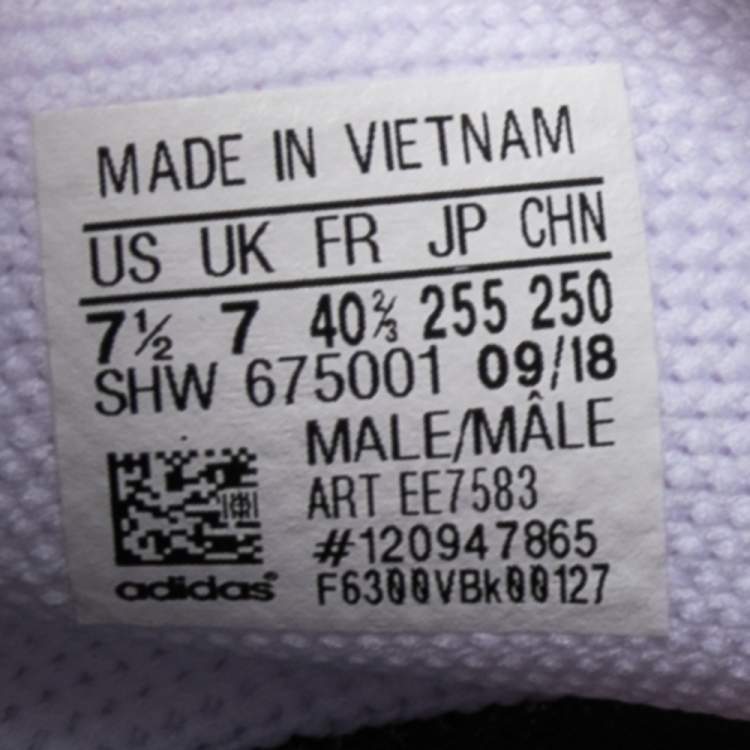 MADE IN VIETNAM
US UK FR JP CHN
7½ 7 40⅔ 255 250
SHW 675001 09/18
MALE/MÂLE
ART EE7583
#120947865
adidas® F6300VBk00127